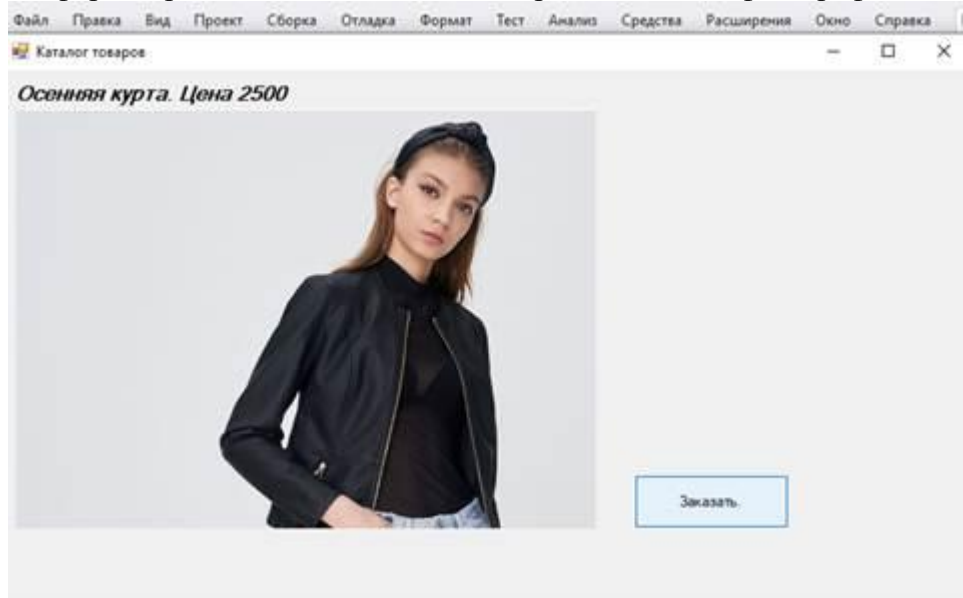 Файл Правка Вид Проект Сборка Отладка Формат Тест Анализ Средства Расширения Окно Справка
Каталог товаров
Осенняя курта. Цена 2500
Заказать.